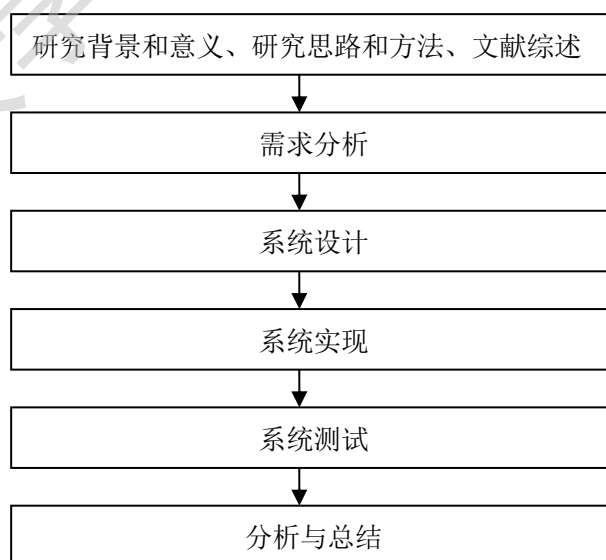 研究背景和意义、研究思路和方法、文献综述
需求分析
系统设计
系统实现
系统测试
分析与总结